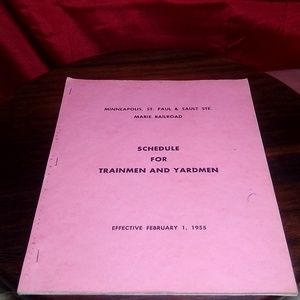 MINNEAPOLIS, ST. PAUL & SAULT STE.
MARIE RAILROAD
SCHEDULE
FOR
TRAINMEN AND YARDMEN
EFFECTIVE FEBRUARY 1, 1955